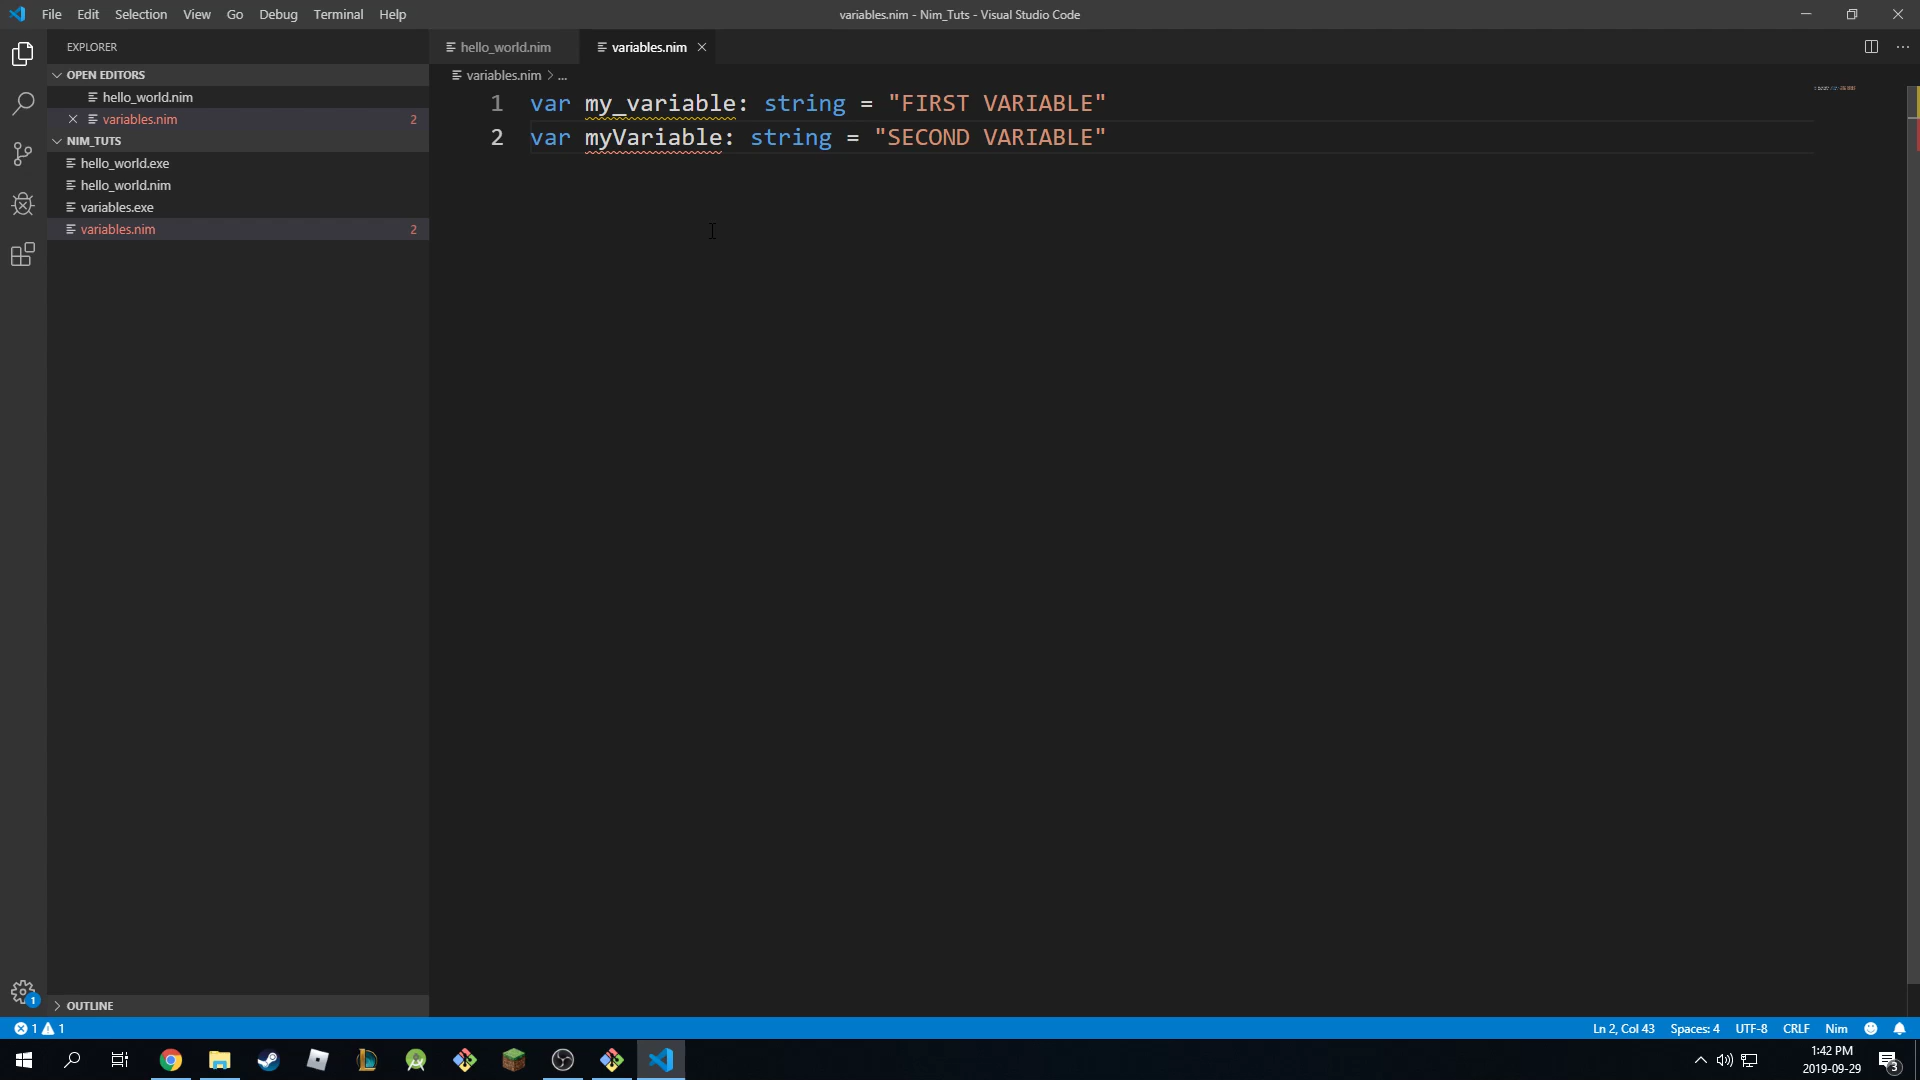 File Edit Selection View Go Debug Terminal Help
variables.nim - Nim_Tuts - Visual Studio Code
EXPLORER
OPEN EDITORS
hello_world.nim
variables.nim 2
NIM_TUTS
hello_world.exe
hello_world.nim
variables.exe
variables.nim 2
OUTLINE
hello_world.nim variables.nim
variables.nim > ...
1 var my_variable: string = "FIRST VARIABLE"
2 var myVariable: string = "SECOND VARIABLE"
1
1 1
Ln 2, Col 43 Spaces: 4 UTF-8 CRLF Nim
1:42 PM
2019-09-29
3